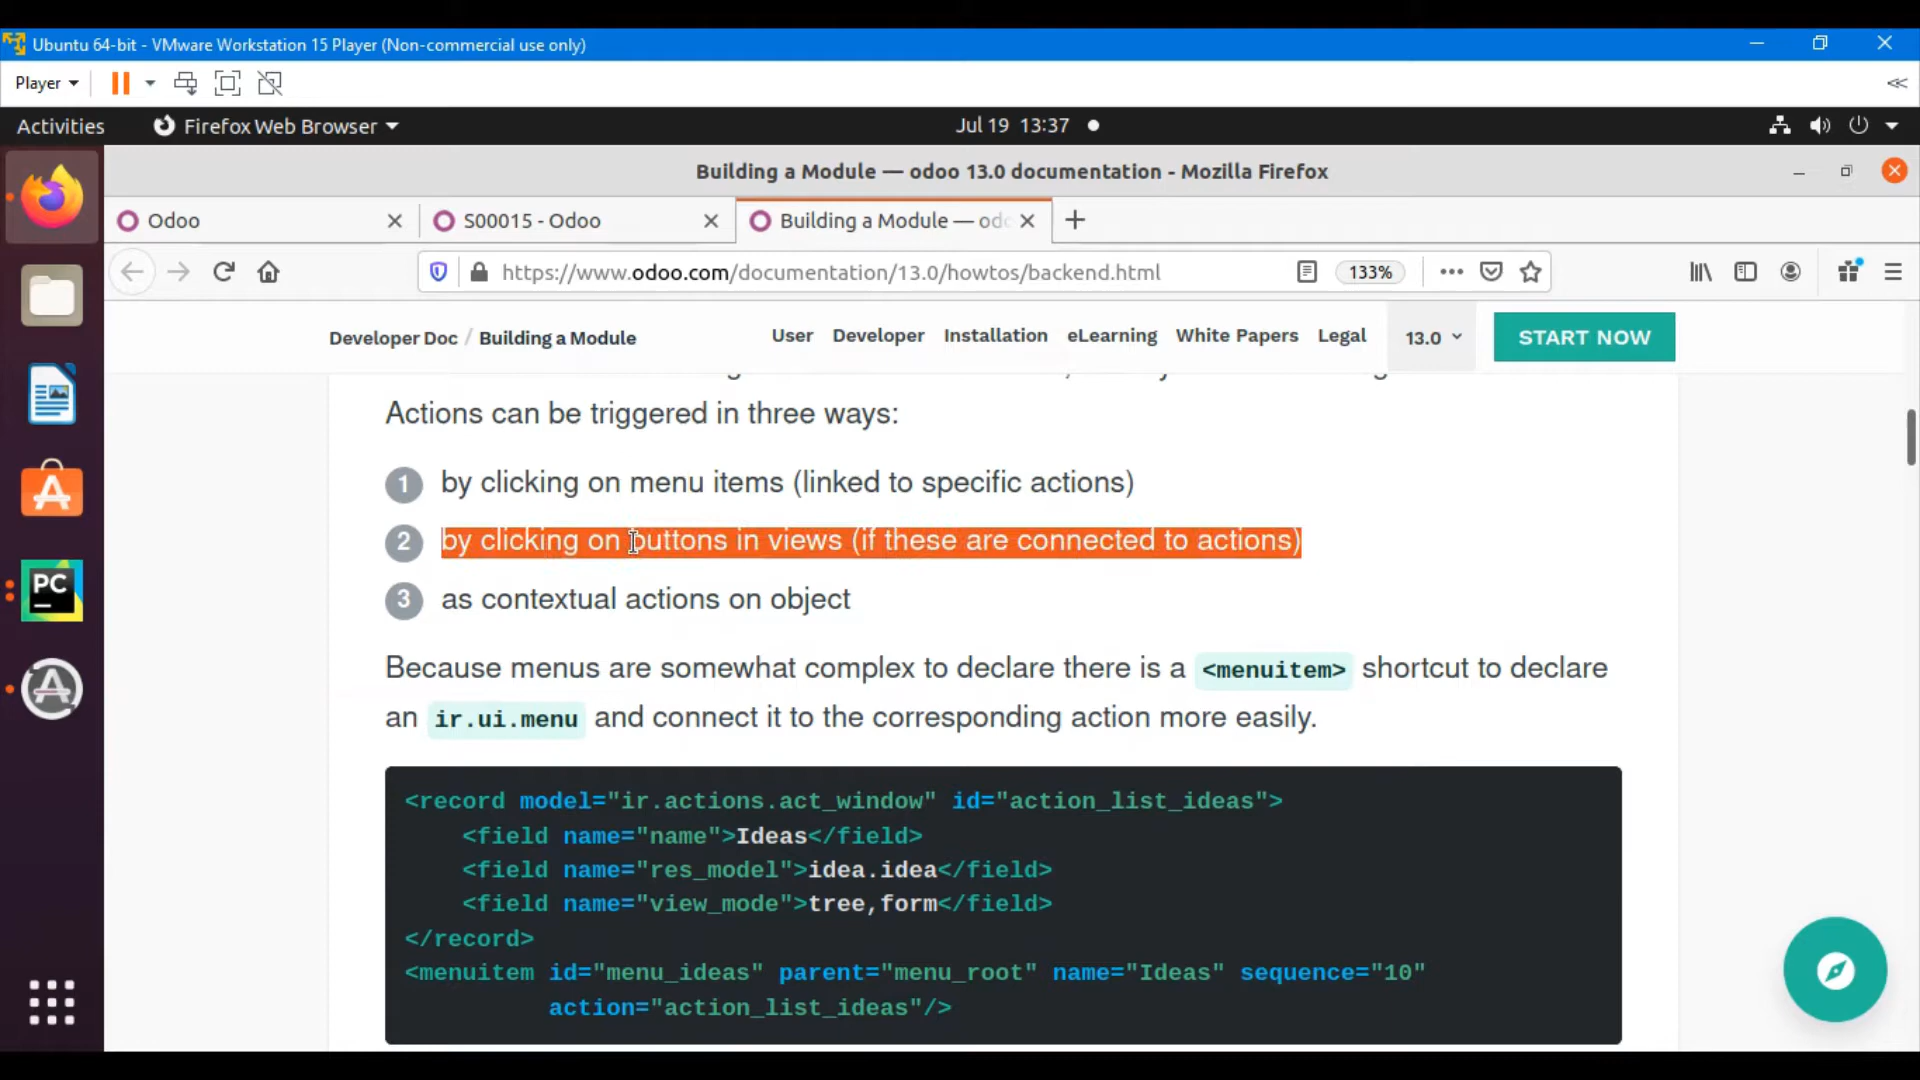 Ubuntu 64-bit - VMware Workstation 15 Player (Non-commercial use only)
Player
Activities
Firefox Web Browser
Jul 19 13:37
Building a Module — odoo 13.0 documentation - Mozilla Firefox
Odoo
S00015 - Odoo
Building a Module — odo
https://www.odoo.com/documentation/13.0/howtos/backend.html
133%
Developer Doc / Building a Module
User
Developer
Installation
eLearning
White Papers
Legal
13.0
START NOW
Actions can be triggered in three ways:
1 by clicking on menu items (linked to specific actions)
2 by clicking on buttons in views (if these are connected to actions)
3 as contextual actions on object
Because menus are somewhat complex to declare there is a <menuitem> shortcut to declare
an ir.ui.menu and connect it to the corresponding action more easily.
<record model="ir.actions.act_window" id="action_list_ideas">
<field name="name">Ideas</field>
<field name="res_model">idea.idea</field>
<field name="view_mode">tree,form</field>
</record>
<menuitem id="menu_ideas" parent="menu_root" name="Ideas" sequence="10"
action="action_list_ideas"/>
PC